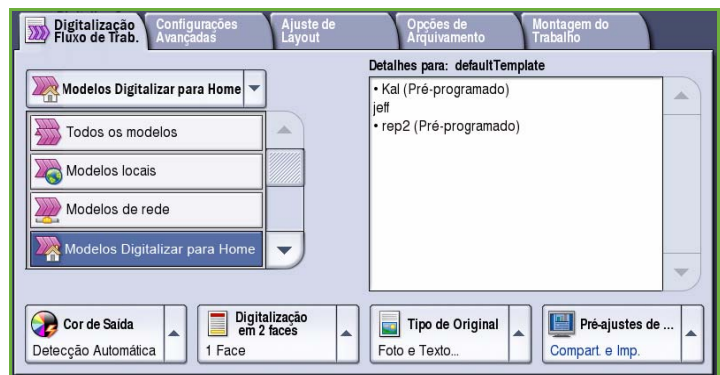 Digitalização
Fluxo de Trab.
Configurações
Avançadas
Ajuste de
Layout
Opções de
Arquivamento
Montagem do
Trabalho
Modelos Digitalizar para Home
Todos os modelos
Modelos locais
Modelos de rede
Modelos Digitalizar para Home
Detalhes para: defaultTemplate
• Kal (Pré-programado)
jeff
• rep2 (Pré-programado)
Cor de Saída
Detecção Automática
Digitalização
em 2 faces
1 Face
Tipo de Original
Foto e Texto...
Pré-ajustes de ...
Compart. e Imp.